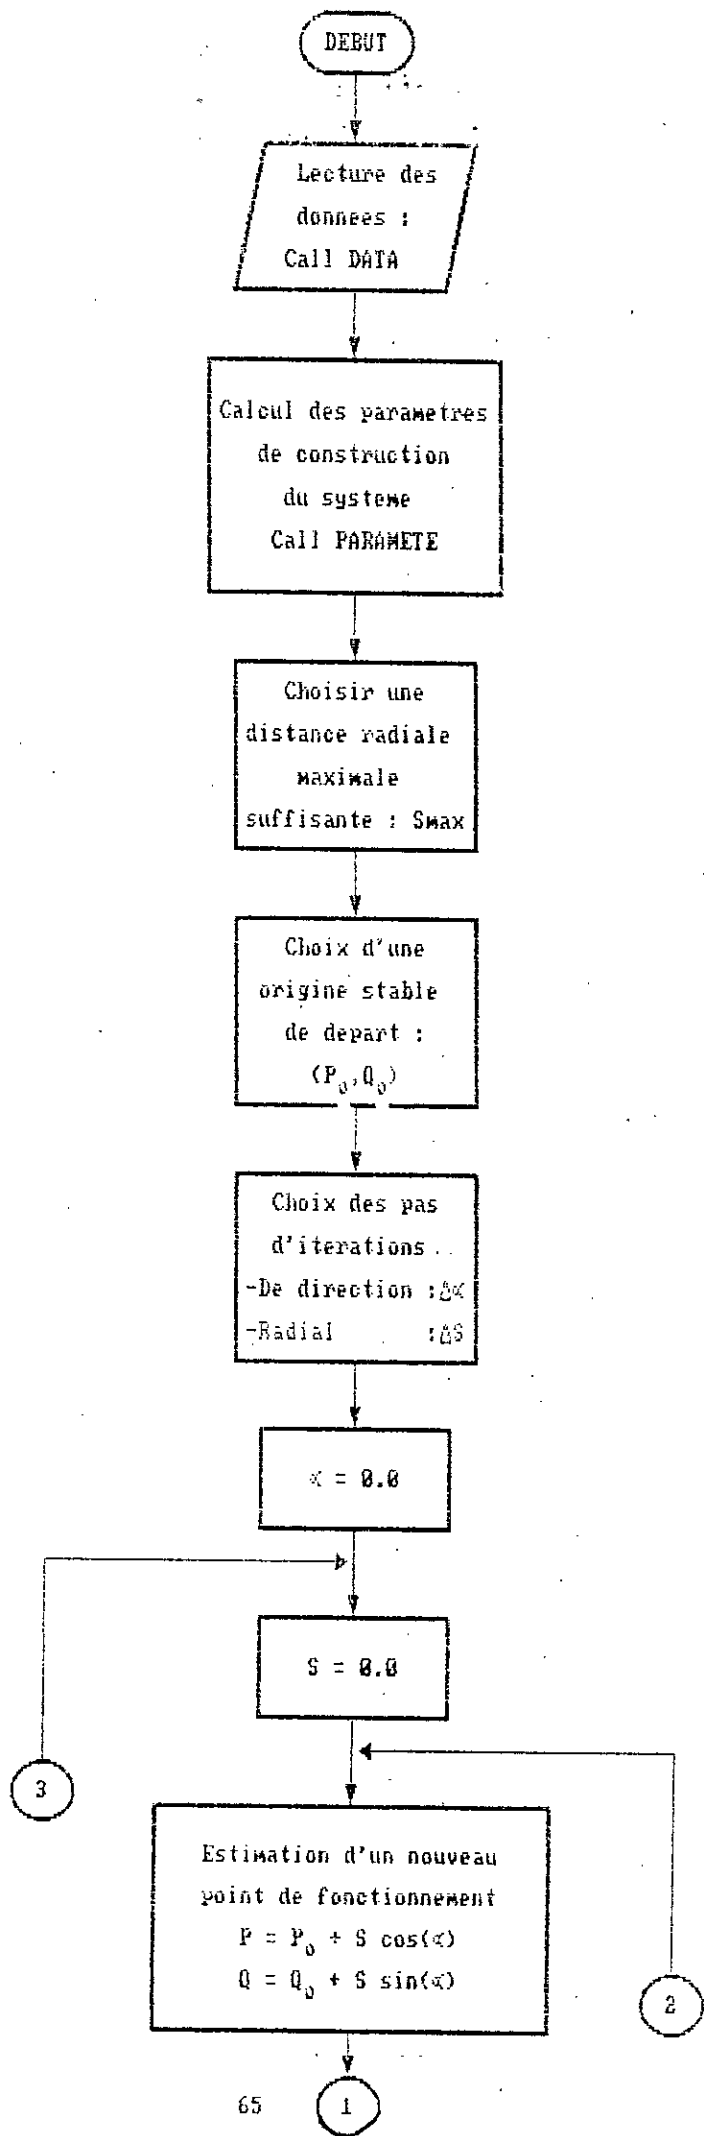 DEBUT
Lecture des
donnees :
Call DATA
Calcul des parametres
de construction
du systeme
Call PARAMETE
Choisir une
distance radiale
maximale
suffisante : Smax
Choix d'une
origine stable
de depart :
(P₀,Q₀)
Choix des pas
d'iterations
-De direction :Δα
-Radial :ΔS
α = 0.0
S = 0.0
3
Estimation d'un nouveau
point de fonctionnement
P = P₀ + S cos(α)
Q = Q₀ + S sin(α)
2
65
1